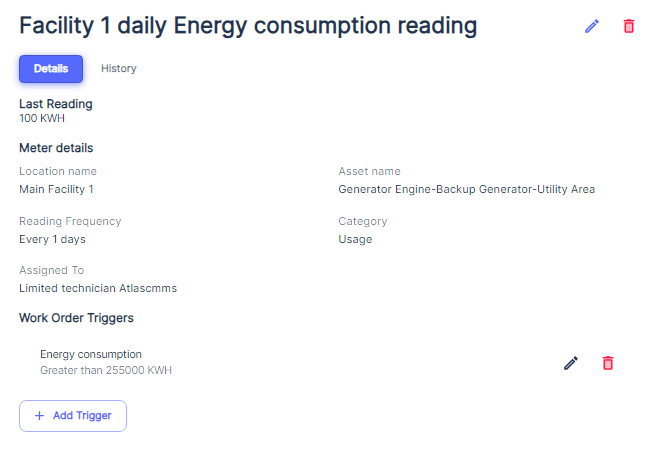 Facility 1 daily Energy consumption reading
Details
History
Last Reading
100 KWH
Meter details
Location name
Asset name
Main Facility 1
Generator Engine-Backup Generator-Utility Area
Reading Frequency
Category
Every 1 days
Usage
Assigned To
Limited technician Atlascmms
Work Order Triggers
Energy consumption
Greater than 255000 KWH
+ Add Trigger